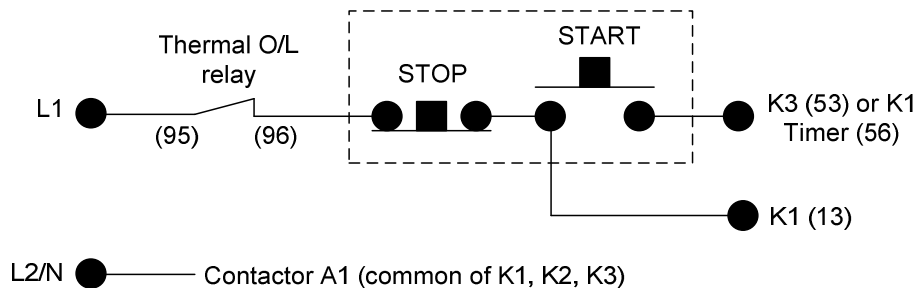 START
Thermal O/L
relay
STOP
L1
(95)
(96)
K3 (53) or K1
Timer (56)
K1 (13)
L2/N
Contactor A1 (common of K1, K2, K3)